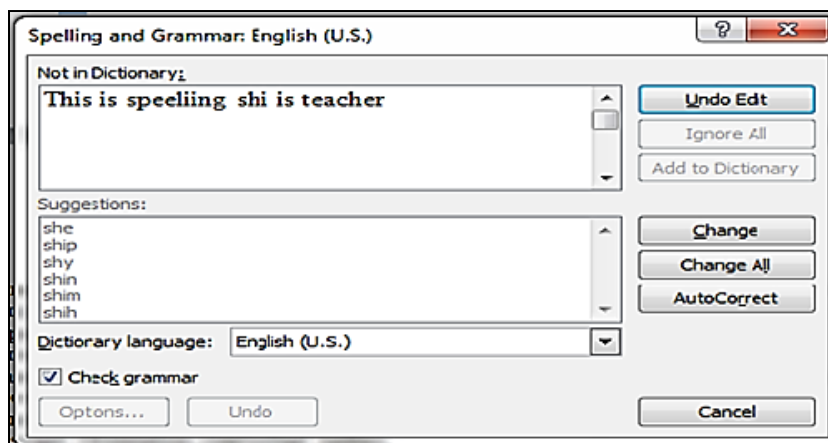 Spelling and Grammar: English (U.S.)
Not in Dictionary:
This is speeliing shi is teacher
Undo Edit
Ignore All
Add to Dictionary
Suggestions:
she
ship
shy
shin
shim
shih
Change
Change All
AutoCorrect
Dictionary language: English (U.S.)
Check grammar
Optons... Undo Cancel